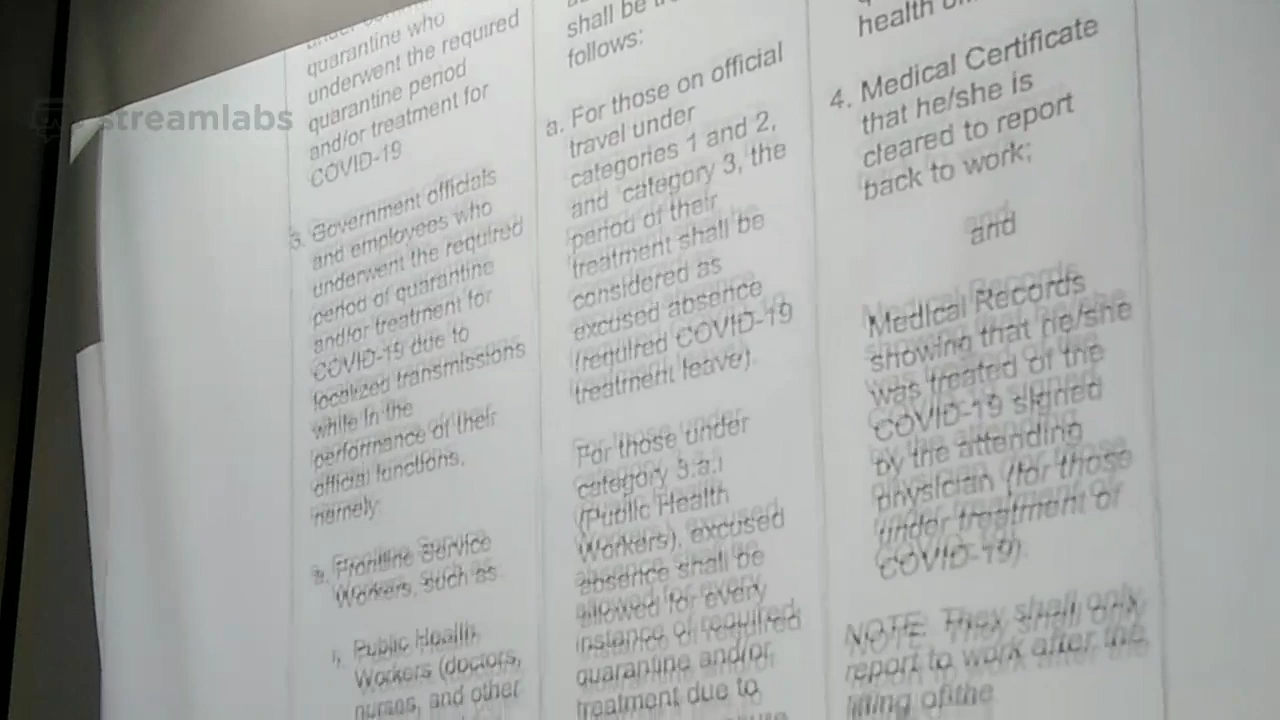 streamlabs
quarantine who
underwent the required
quarantine period
and/or treatment for
COVID-19
3. Government officials
and employees who
underwent the required
period of quarantine
and/or treatment for
COVID-19 due to
localized transmissions
while in the
performance of their
official functions,
namely:
a. Frontline Service
Workers, such as
i. Public Health
Workers (doctors,
nurses, and other
shall be
follows:
a. For those on official
travel under
categories 1 and 2,
and category 3, the
period of their
treatment shall be
considered as
excused absence
(required COVID-19
treatment leave).
For those under
category 3.a.i
(Public Health
Workers), excused
absence shall be
allowed for every
instance of required
quarantine and/or
treatment due to
health
4. Medical Certificate
that he/she is
cleared to report
back to work;
and
Medical Records
showing that he/she
was treated of the
COVID-19 signed
by the attending
physician (for those
under treatment of
COVID-19)
NOTE: They shall only
report to work after the
lifting of the